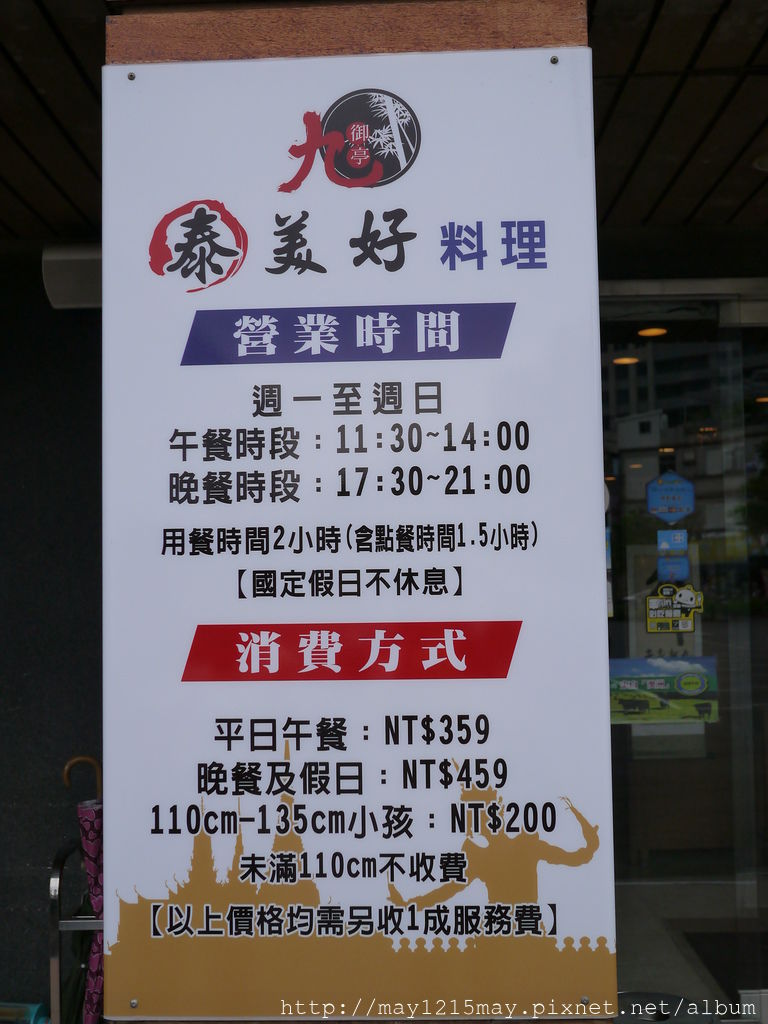 九
御亭
泰美好料理
營業時間
週一至週日
午餐時段：11:30~14:00
晚餐時段：17:30~21:00
用餐時間2小時(含點餐時間1.5小時)
【國定假日不休息】
消費方式
平日午餐：NT$359
晚餐及假日：NT$459
110cm-135cm小孩：NT$200
未滿110cm不收費
【以上價格均需另收1成服務費】
http://may1215may.pixnet.net/album